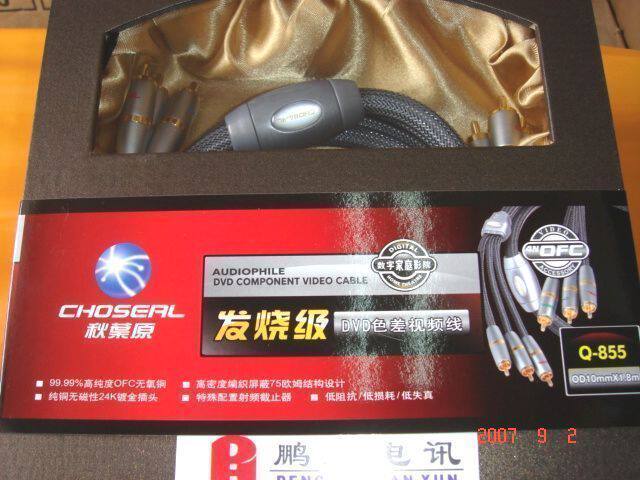 CHOSEAL
秋葉原
AUDIOPHILE
DVD COMPONENT VIDEO CABLE
DIGITAL
数字家庭影院
HOME THEATER
发烧级
DVD色差视频线
VIDEO
4N OFC
ACCESSORY
Q-855
OD10mmX1.8m
99.99%高纯度OFC无氧铜
高密度编织屏蔽75欧姆结构设计
纯铜无磁性24K镀金插头
特殊配置射频截止器
低阻抗/低损耗/低失真
鹏
电讯
2007 9 2